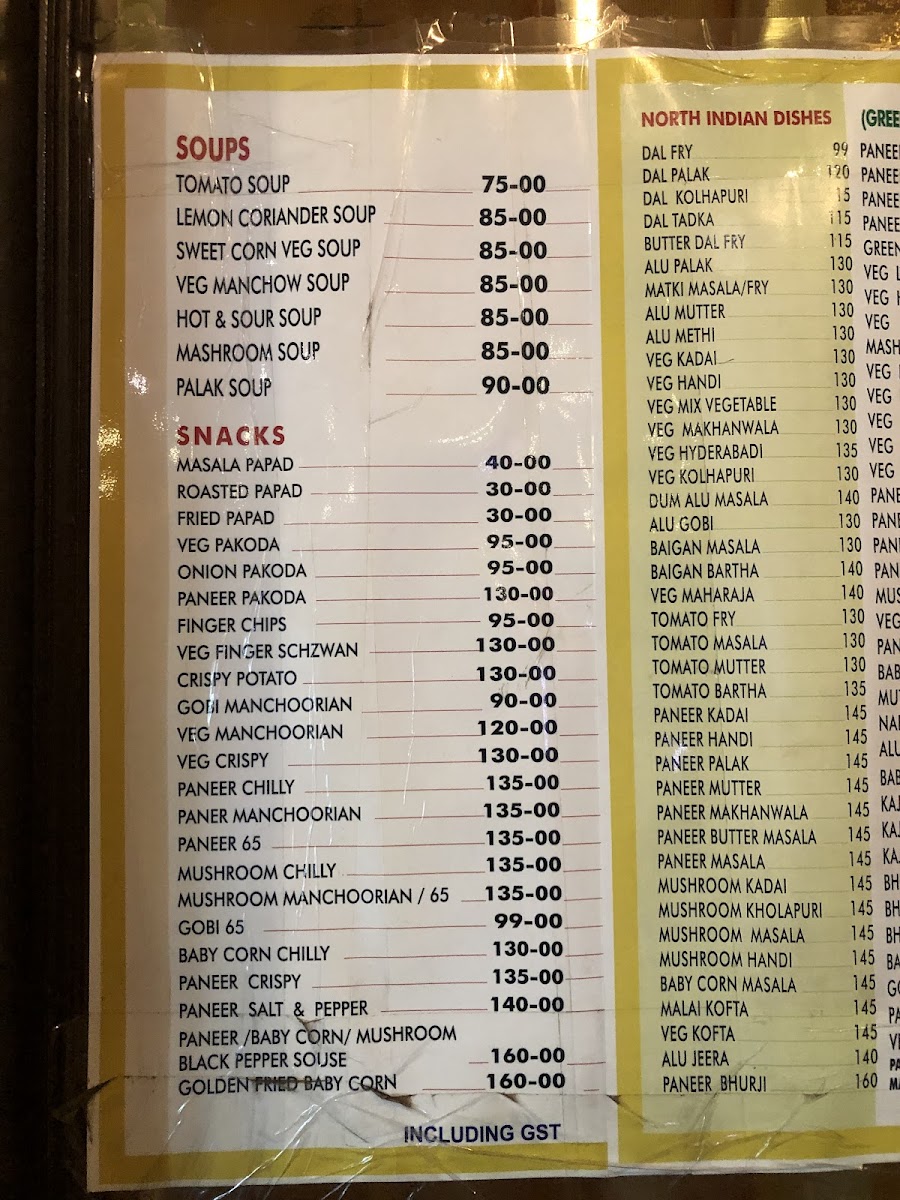 SOUPS
TOMATO SOUP 75-00
LEMON CORIANDER SOUP 85-00
SWEET CORN VEG SOUP 85-00
VEG MANCHOW SOUP 85-00
HOT & SOUR SOUP 85-00
MASHROOM SOUP 85-00
PALAK SOUP 90-00
SNACKS
MASALA PAPAD 40-00
ROASTED PAPAD 30-00
FRIED PAPAD 30-00
VEG PAKODA 95-00
ONION PAKODA 95-00
PANEER PAKODA 130-00
FINGER CHIPS 95-00
VEG FINGER SCHZWAN 130-00
CRISPY POTATO 130-00
GOBI MANCHOORIAN 90-00
VEG MANCHOORIAN 120-00
VEG CRISPY 130-00
PANEER CHILLY 135-00
PANER MANCHOORIAN 135-00
PANEER 65 135-00
MUSHROOM CHILLY 135-00
MUSHROOM MANCHOORIAN / 65 135-00
GOBI 65 99-00
BABY CORN CHILLY 130-00
PANEER CRISPY 135-00
PANEER SALT & PEPPER 140-00
PANEER /BABY CORN/ MUSHROOM
BLACK PEPPER SOUSE 160-00
GOLDEN FRIED BABY CORN 160-00
INCLUDING GST
NORTH INDIAN DISHES
DAL FRY 99
DAL PALAK 120
DAL KOLHAPURI 15
DAL TADKA 115
BUTTER DAL FRY 115
ALU PALAK 130
MATKI MASALA/FRY 130
ALU MUTTER 130
ALU METHI 130
VEG KADAI 130
VEG HANDI 130
VEG MIX VEGETABLE 130
VEG MAKHANWALA 130
VEG HYDERABADI 135
VEG KOLHAPURI 130
DUM ALU MASALA 140
ALU GOBI 130
BAIGAN MASALA 130
BAIGAN BARTHA 140
VEG MAHARAJA 140
TOMATO FRY 130
TOMATO MASALA 130
TOMATO MUTTER 130
TOMATO BARTHA 135
PANEER KADAI 145
PANEER HANDI 145
PANEER PALAK 145
PANEER MUTTER 145
PANEER MAKHANWALA 145
PANEER BUTTER MASALA 145
PANEER MASALA 145
MUSHROOM KADAI 145
MUSHROOM KHOLAPURI 145
MUSHROOM MASALA 145
MUSHROOM HANDI 145
BABY CORN MASALA 145
MALAI KOFTA 145
VEG KOFTA 145
ALU JEERA 140
PANEER BHURJI 160
VEG
VEG
VEG
VEG
VEG
VEG
VEG
VEG